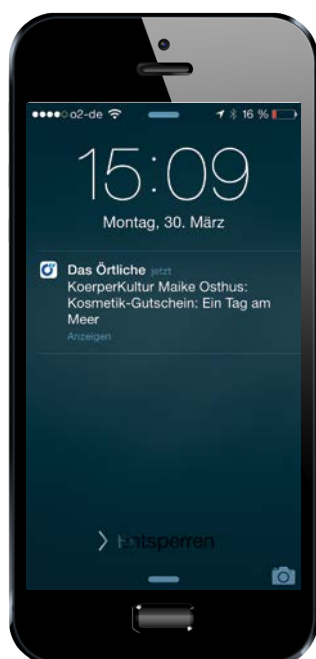 o2-de 16 %
15:09
Montag, 30. März
Das Örtliche jetzt
KoerperKultur Maike Osthus:
Kosmetik-Gutschein: Ein Tag am
Meer
Anzeigen
Entsperren